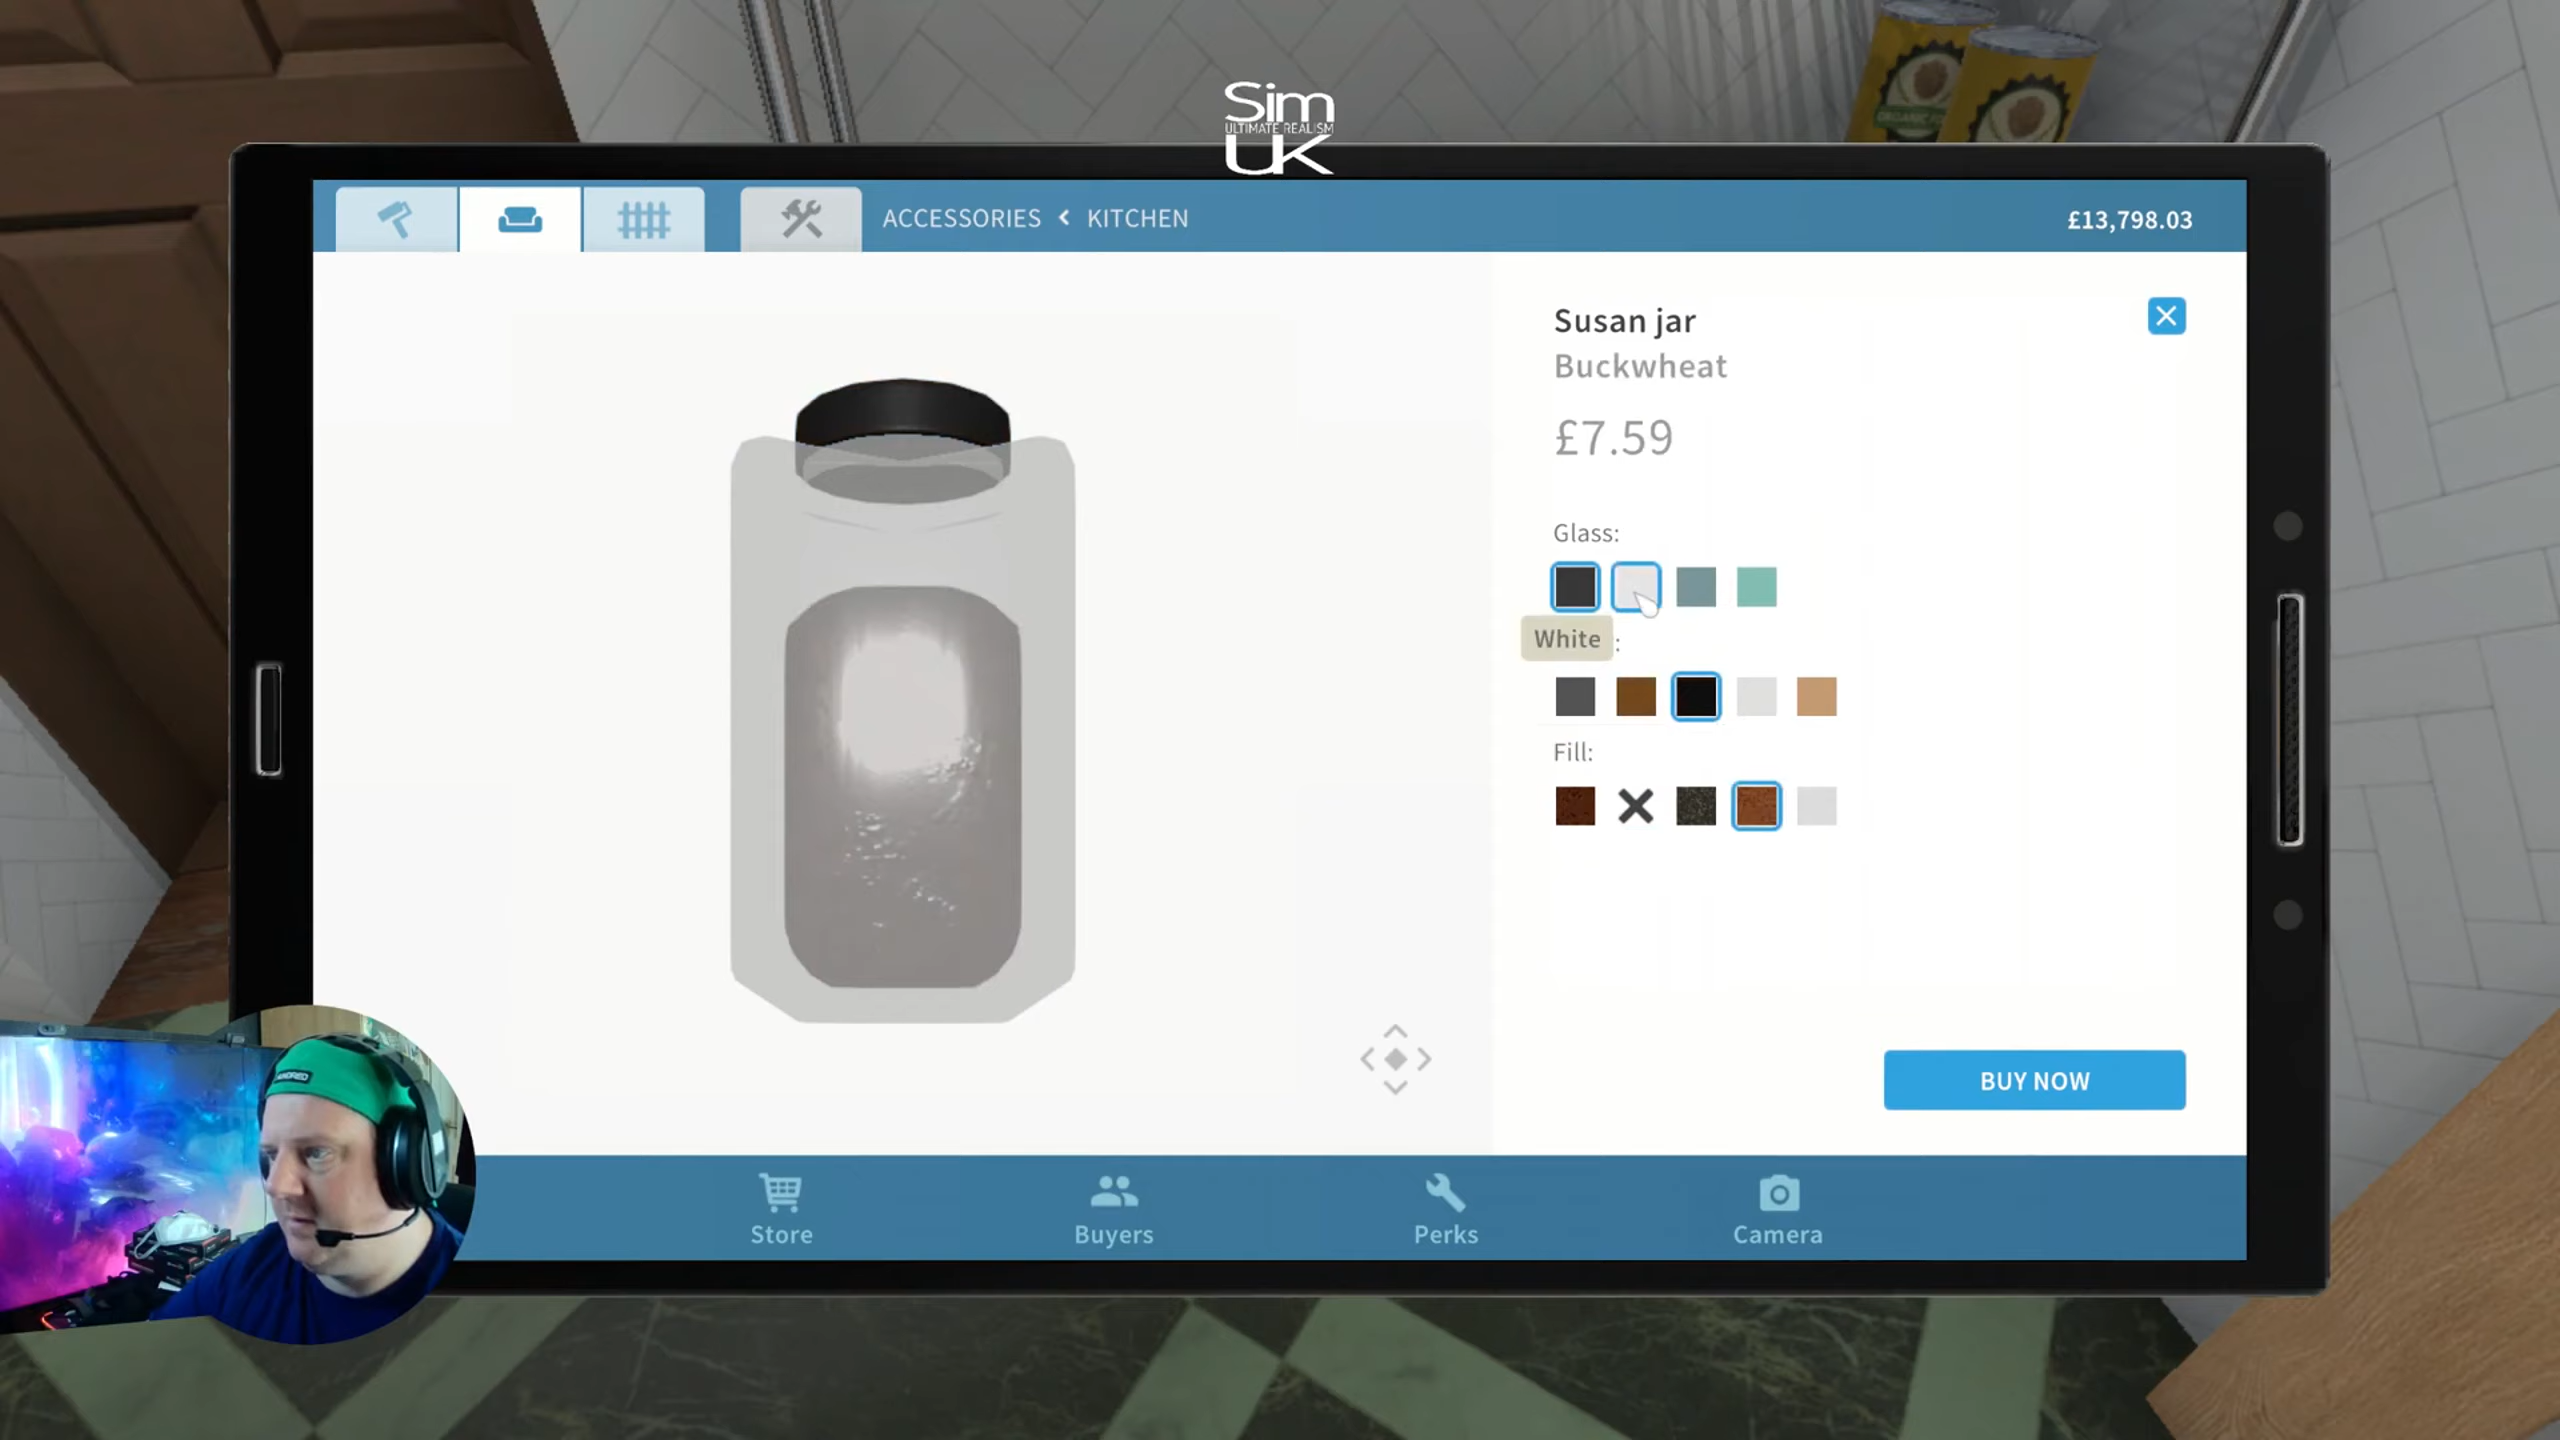 Sim
ULTIMATE REALISM
UK
ORGANIC
ACCESSORIES < KITCHEN
£13,798.03
Susan jar
Buckwheat
£7.59
Glass:
White :
Fill:
BUY NOW
Store
Buyers
Perks
Camera